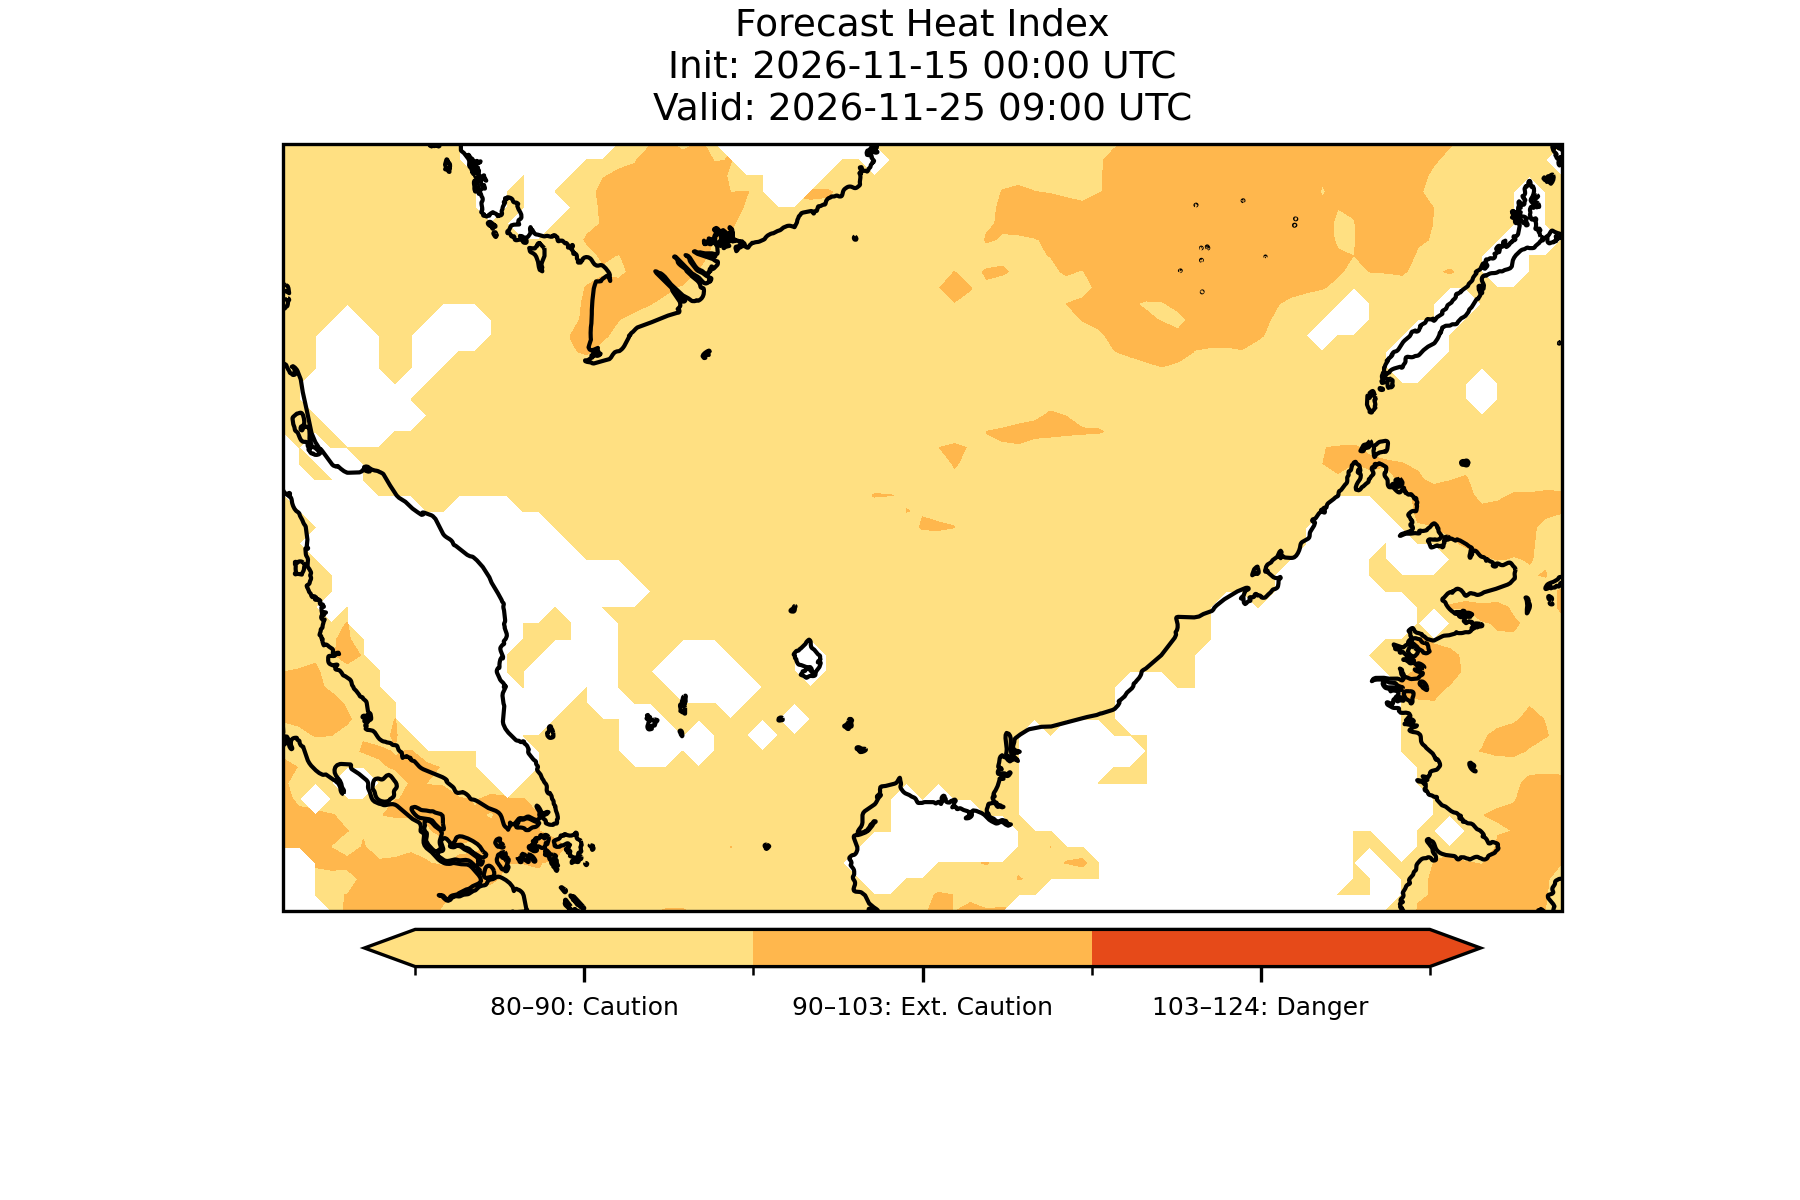 Forecast Heat Index
Init: 2026-11-15 00:00 UTC
Valid: 2026-11-25 09:00 UTC
80–90: Caution
90–103: Ext. Caution
103–124: Danger